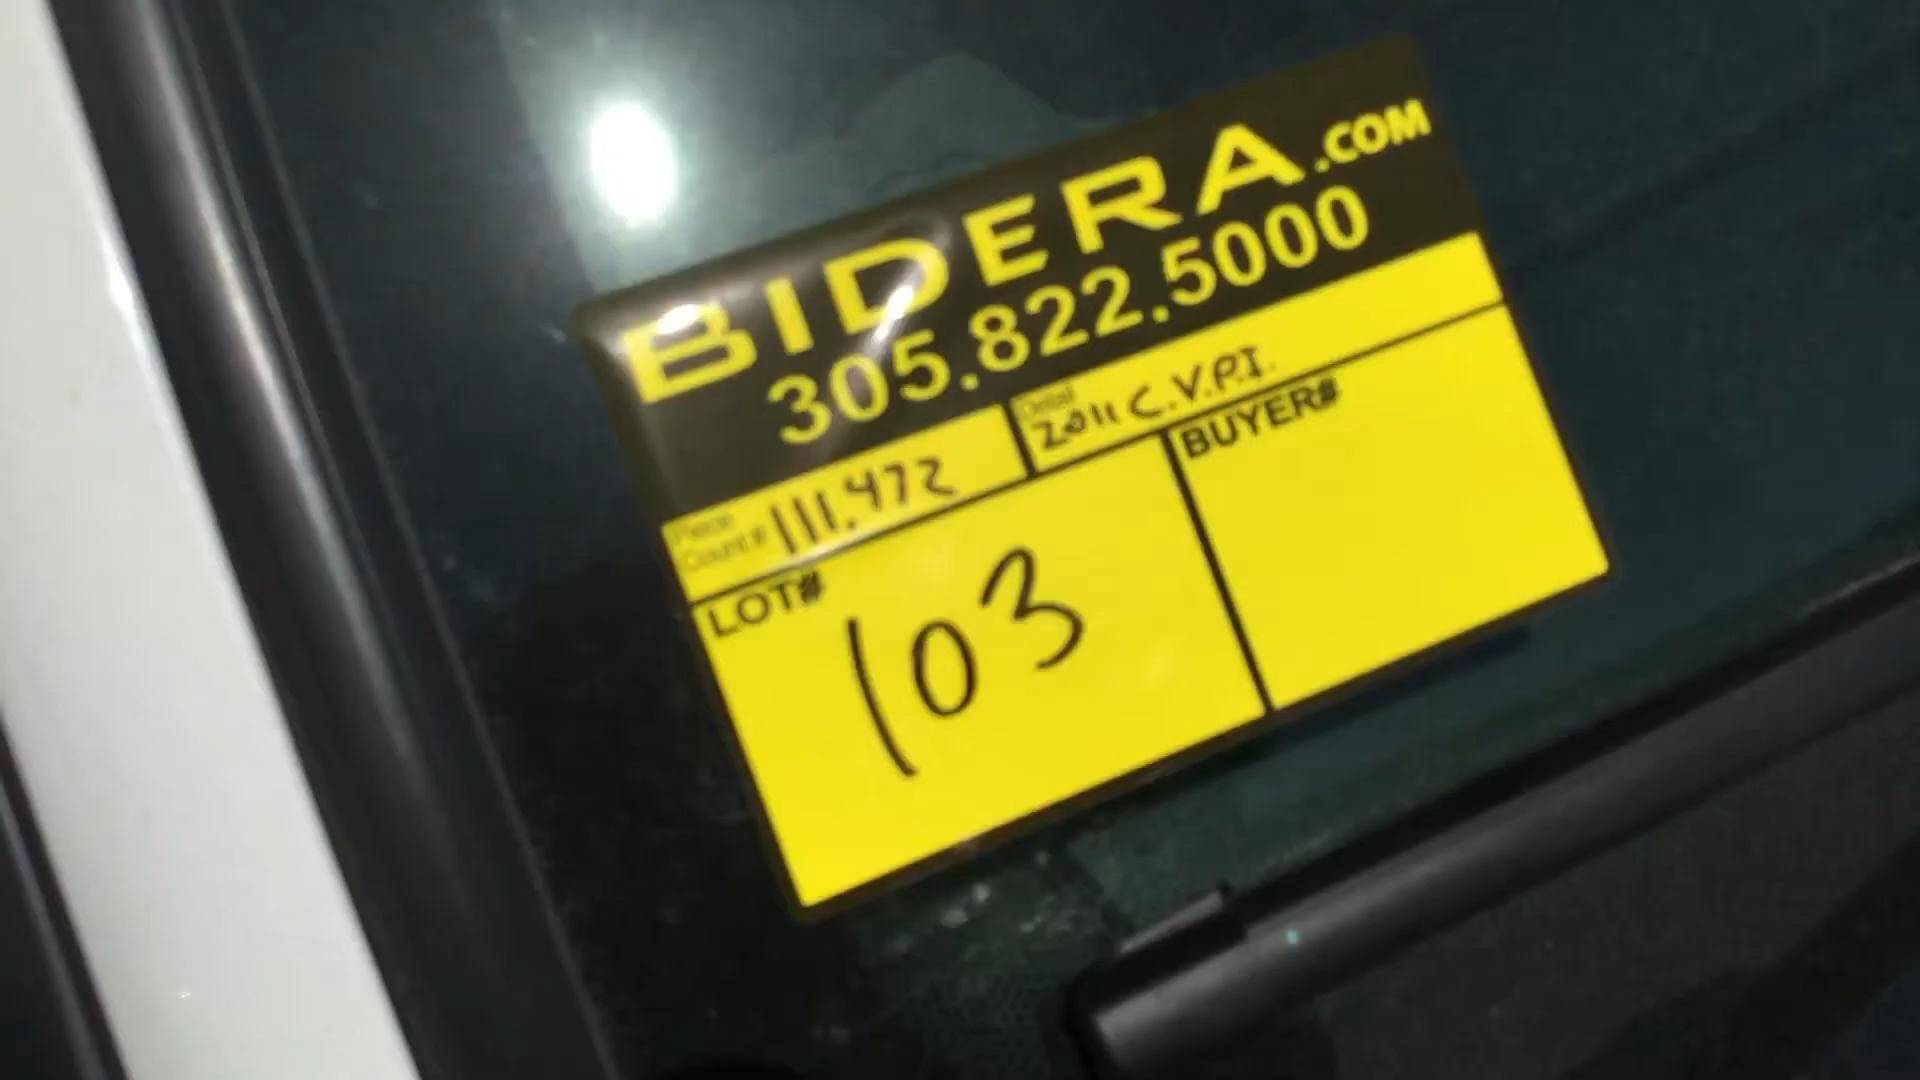 BIDERA.COM
305.822.5000
Piece Count# 111,472
Detail 2011 C.V.P.I.
LOT# 103
BUYER#